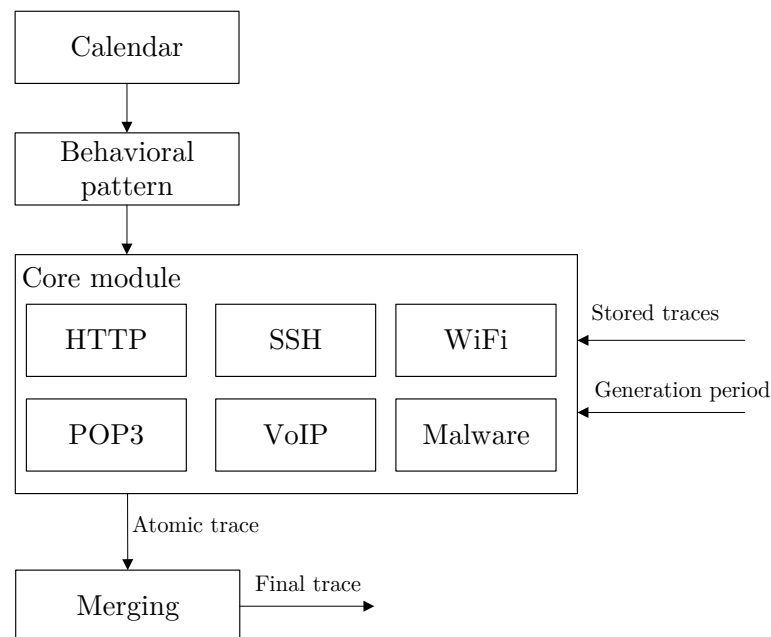 Calendar
Behavioral
pattern
Core module
HTTP
SSH
WiFi
Stored traces
Generation period
POP3
VoIP
Malware
Atomic trace
Merging
Final trace